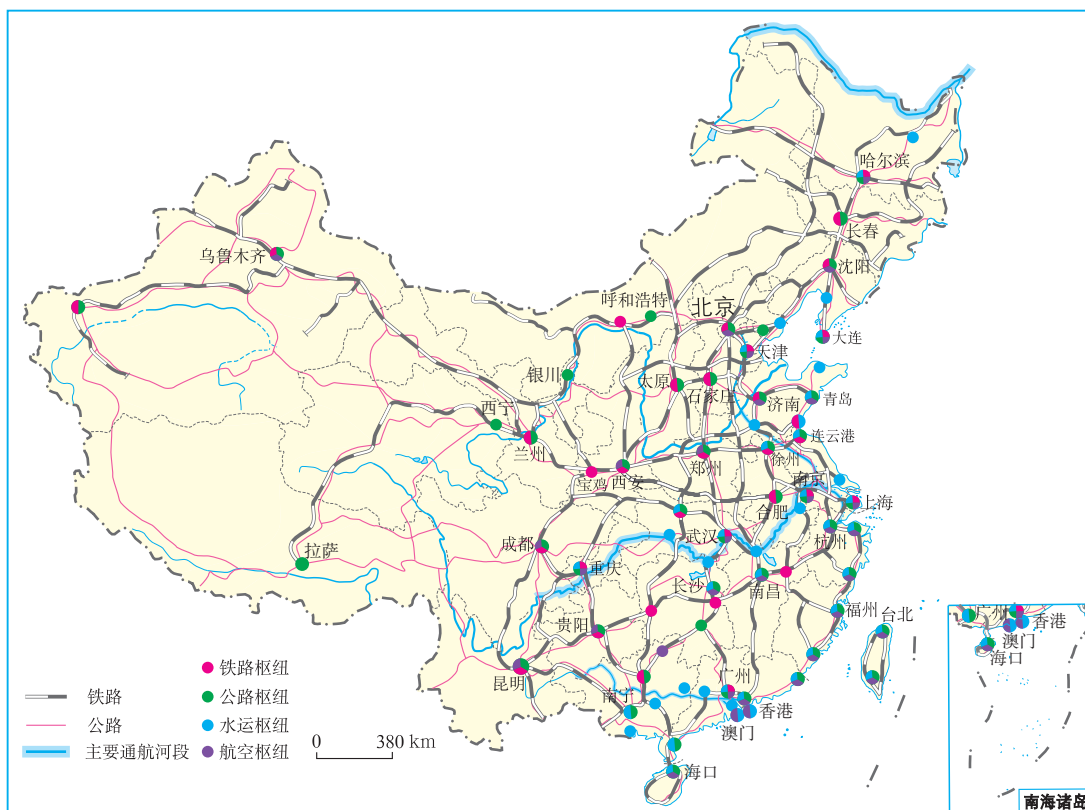 哈尔滨
长春
沈阳
乌鲁木齐
呼和浩特
北京
大连
天津
银川
太原
石家庄
济南
青岛
西宁
兰州
连云港
郑州
徐州
宝鸡
西安
南京
合肥
上海
武汉
杭州
成都
拉萨
重庆
长沙
南昌
贵阳
福州
台北
昆明
南宁
广州
香港
澳门
海口
铁路枢纽
公路枢纽
水运枢纽
航空枢纽
铁路
公路
主要通航河段
0 380 km
广州
香港
澳门
海口
南海诸岛